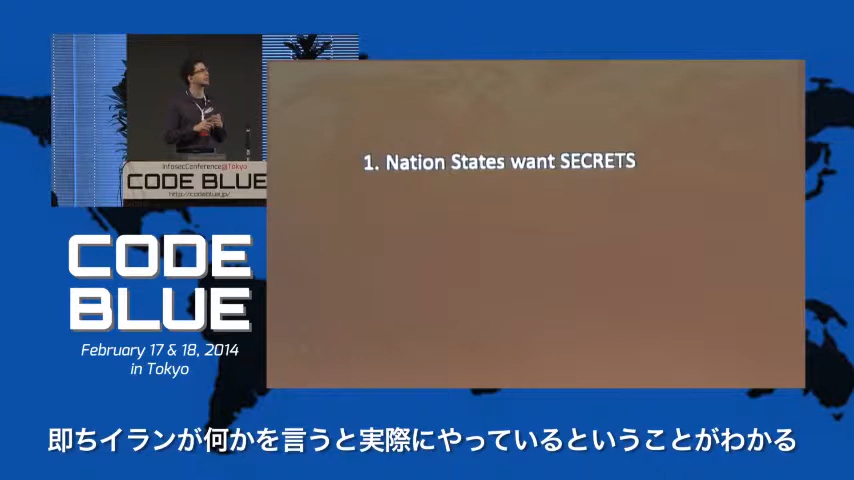 infosecConference@Tokyo
CODE BLUE
http://codeblue.jp/
1. Nation States want SECRETS
CODE
BLUE
February 17 & 18, 2014
in Tokyo
即ちイランが何かを言うと実際にやっているということがわかる